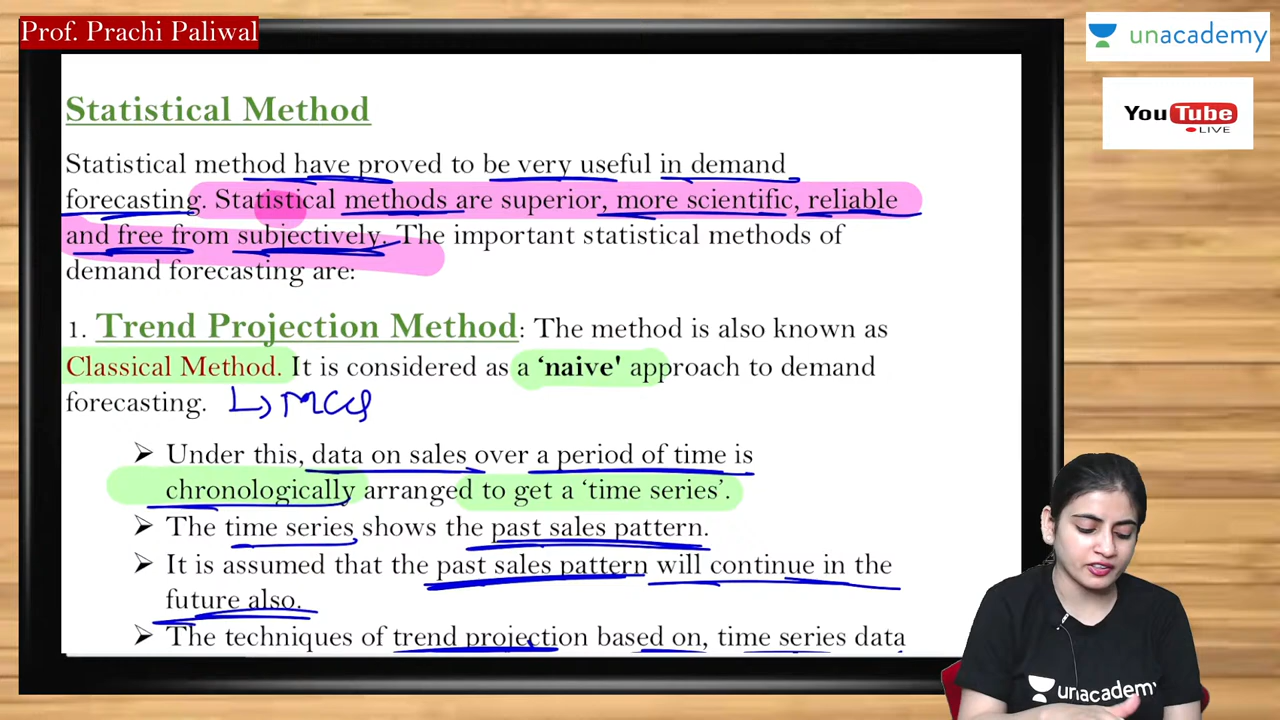 Prof. Prachi Paliwal
unacademy
YouTube
LIVE
Statistical Method
Statistical method have proved to be very useful in demand
forecasting. Statistical methods are superior, more scientific, reliable
and free from subjectively. The important statistical methods of
demand forecasting are:
1. Trend Projection Method: The method is also known as
Classical Method. It is considered as a ‘naive' approach to demand
forecasting. ↳ MCQ
➢ Under this, data on sales over a period of time is
chronologically arranged to get a ‘time series’.
➢ The time series shows the past sales pattern.
➢ It is assumed that the past sales pattern will continue in the
future also.
➢ The techniques of trend projection based on, time series data
unacademy